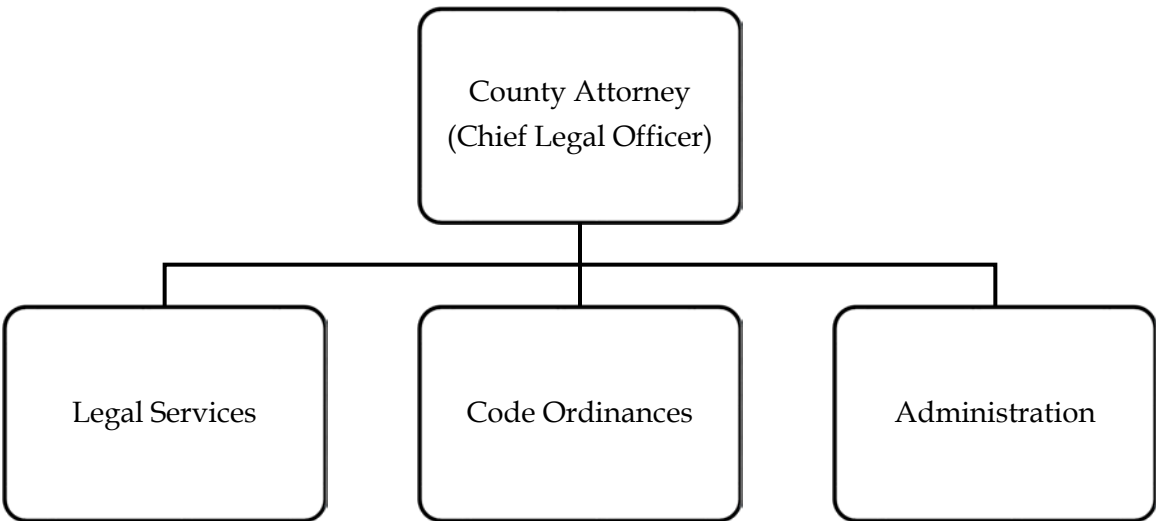 County Attorney
(Chief Legal Officer)
Legal Services
Code Ordinances
Administration